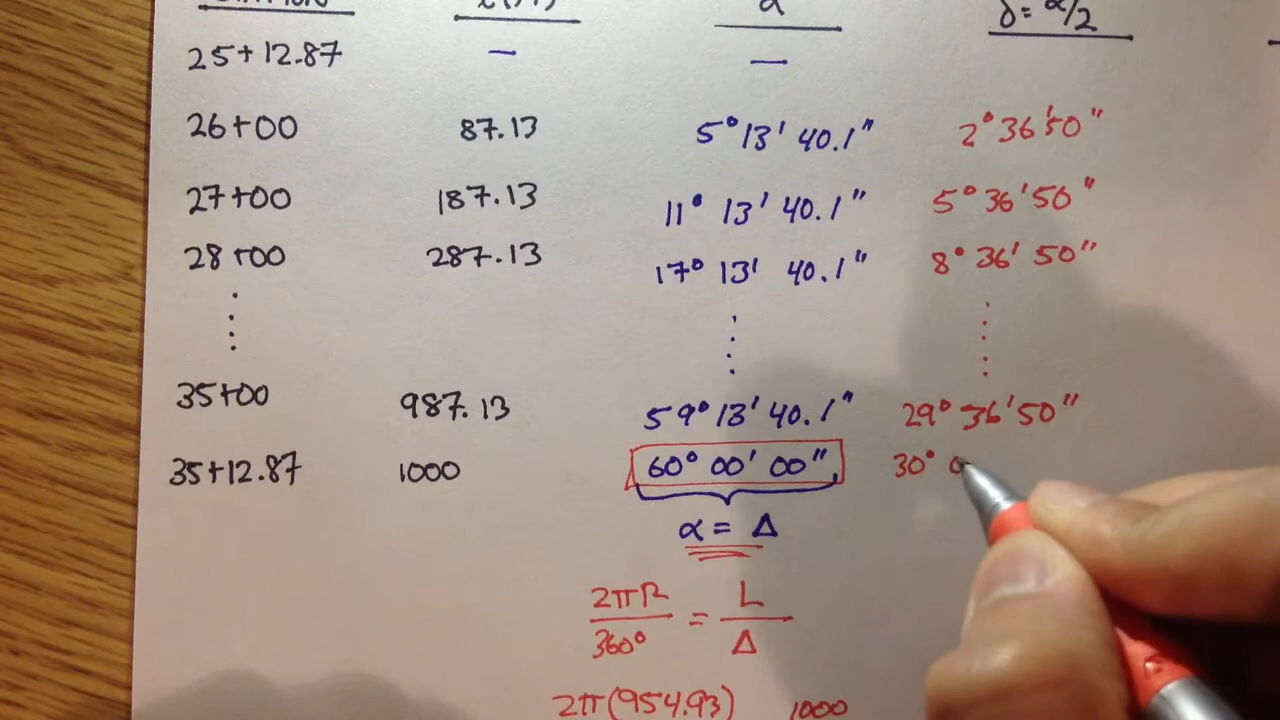 δ = α/2
25+12.87 — —
26+00 87.13 5° 13' 40.1" 2° 36' 50"
27+00 187.13 11° 13' 40.1" 5° 36' 50"
28+00 287.13 17° 13' 40.1" 8° 36' 50"
35+00 987.13 59° 13' 40.1" 29° 36' 50"
35+12.87 1000 60° 00' 00" 30° 0
α = Δ
2πR/360° = L/Δ
2π(954.93) 1000